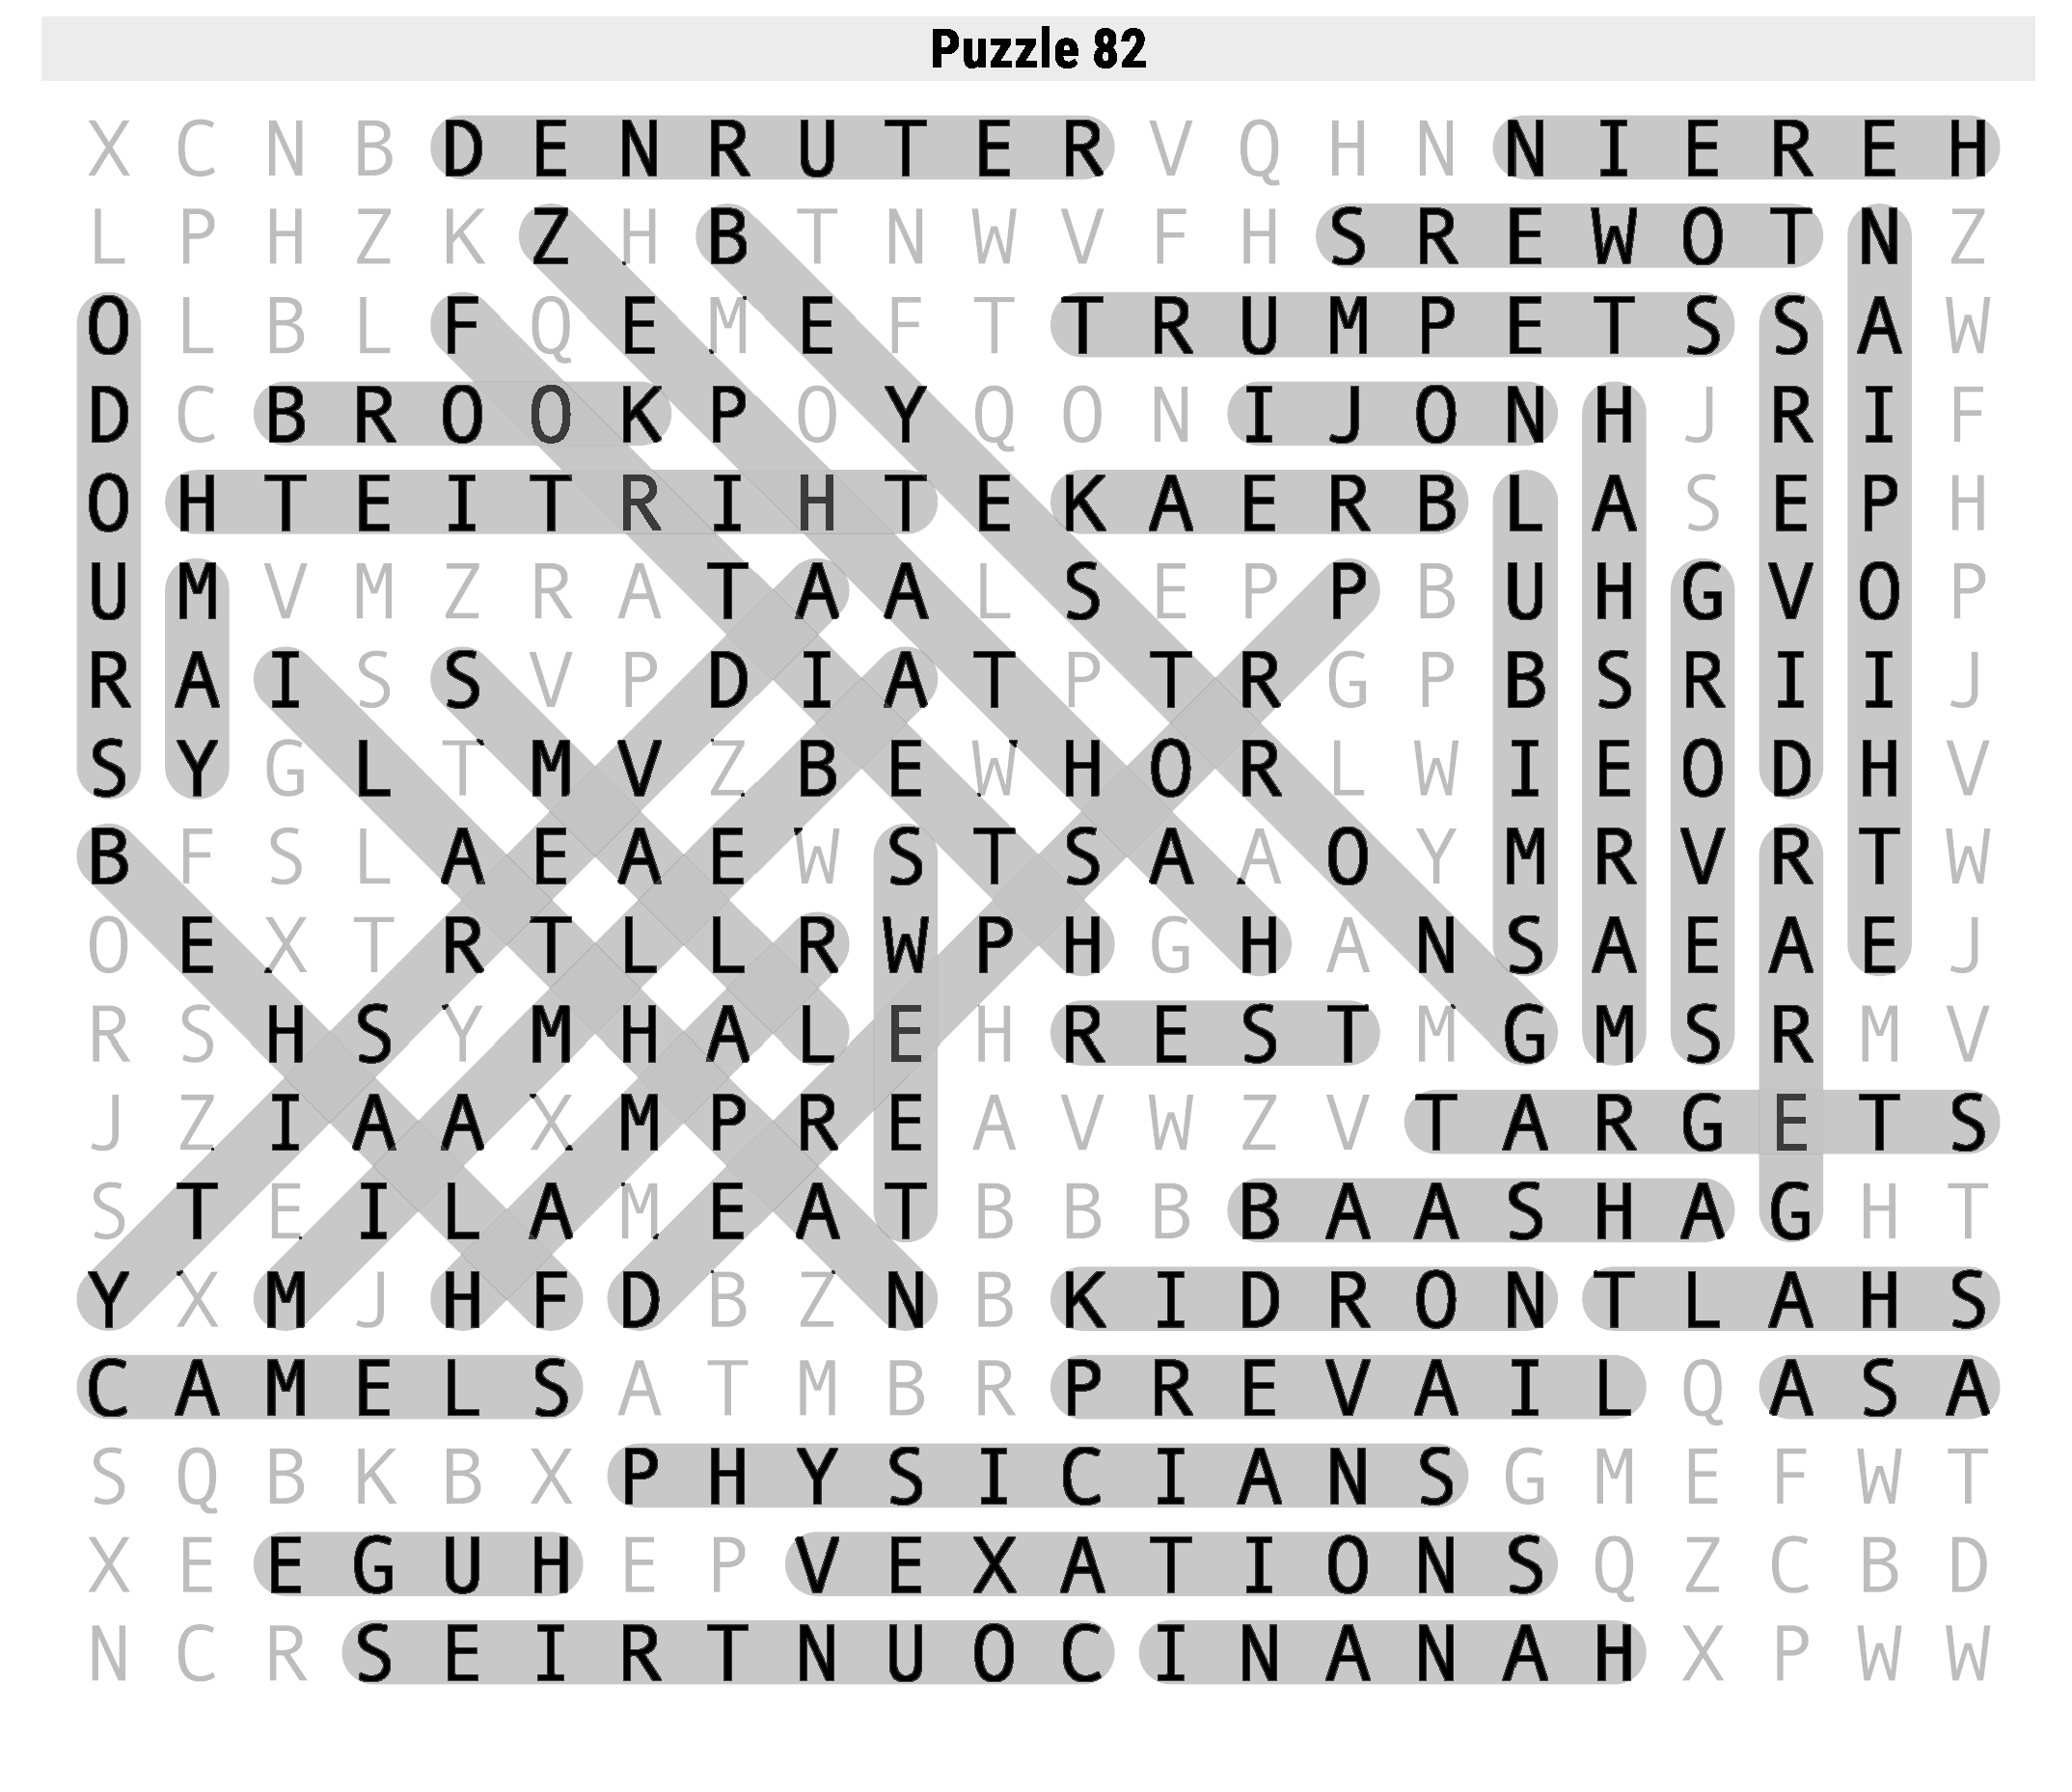 Puzzle 82
X C N B D E N R U T E R V Q H N N I E R E H
L P H Z K Z H B T N W V F H S R E W O T N Z
O L B L F Q E M E F T T R U M P E T S S A W
D C B R O O K P O Y Q O N I J O N H J R I F
O H T E I T R I H T E K A E R B L A S E P H
U M V M Z R A T A A L S E P P B U H G V O P
R A I S S V P D I A T P T R G P B S R I I J
S Y G L T M V Z B E W H O R L W I E O D H V
B F S L A E A E W S T S A A O Y M R V R T W
O E X T R T L L R W P H G H A N S A E A E J
R S H S Y M H A L E H R E S T M G M S R M V
J Z I A A X M P R E A V W Z V T A R G E T S
S T E I L A M E A T B B B B A A S H A G H T
Y X M J H F D B Z N B K I D R O N T L A H S
C A M E L S A T M B R P R E V A I L Q A S A
S Q B K B X P H Y S I C I A N S G M E F W T
X E E G U H E P V E X A T I O N S Q Z C B D
N C R S E I R T N U O C I N A N A H X P W W